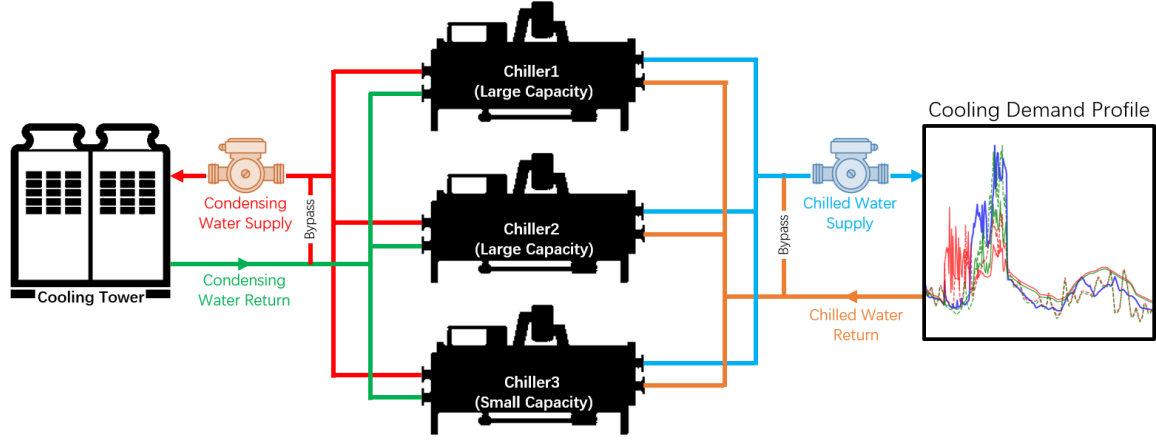 Chiller1
(Large Capacity)
Cooling Demand Profile
Condensing
Water Supply
Bypass
Chiller2
(Large Capacity)
Bypass
Chilled Water
Supply
Condensing
Water Return
Cooling Tower
Chilled Water
Return
Chiller3
(Small Capacity)